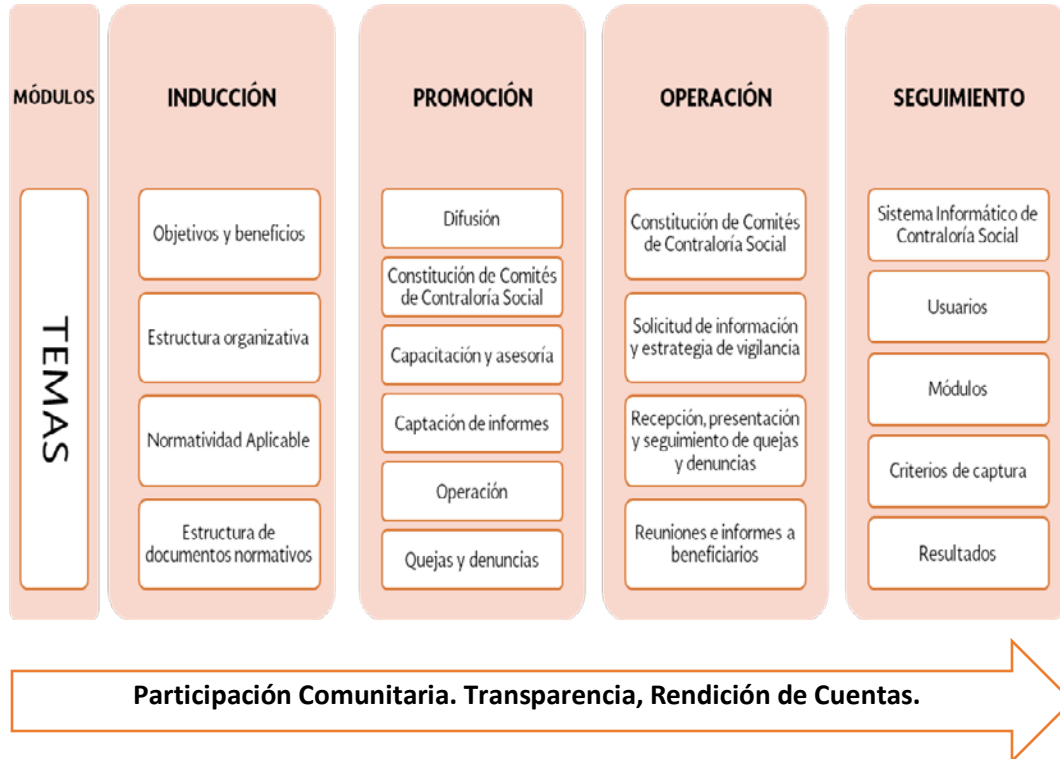 MÓDULOS
INDUCCIÓN
PROMOCIÓN
OPERACIÓN
SEGUIMIENTO
TEMAS
Objetivos y beneficios
Estructura organizativa
Normatividad Aplicable
Estructura de
documentos normativos
Difusión
Constitución de Comités
de Contraloría Social
Capacitación y asesoría
Captación de informes
Operación
Quejas y denuncias
Constitución de Comités
de Contraloría Social
Solicitud de información
y estrategia de vigilancia
Recepción, presentación
y seguimiento de quejas
y denuncias
Reuniones e informes a
beneficiarios
Sistema Informático de
Contraloría Social
Usuarios
Módulos
Criterios de captura
Resultados
Participación Comunitaria. Transparencia, Rendición de Cuentas.